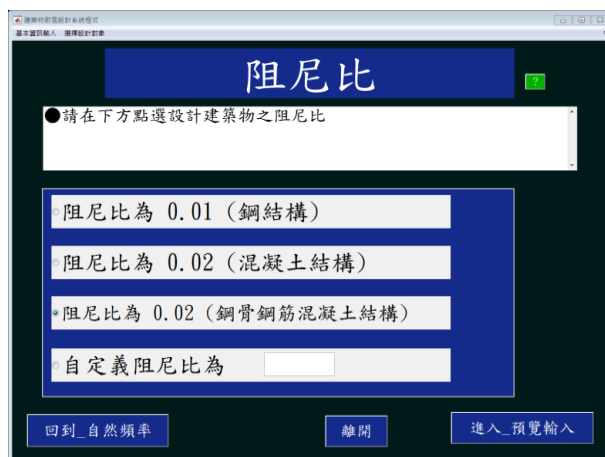 建築物耐風設計系統程式
基本資訊輸入 選擇設計對象
阻尼比
?
●請在下方點選設計建築物之阻尼比
阻尼比為 0.01 (鋼結構)
阻尼比為 0.02 (混凝土結構)
阻尼比為 0.02 (鋼骨鋼筋混凝土結構)
自定義阻尼比為
回到_自然頻率 離開 進入_預覽輸入